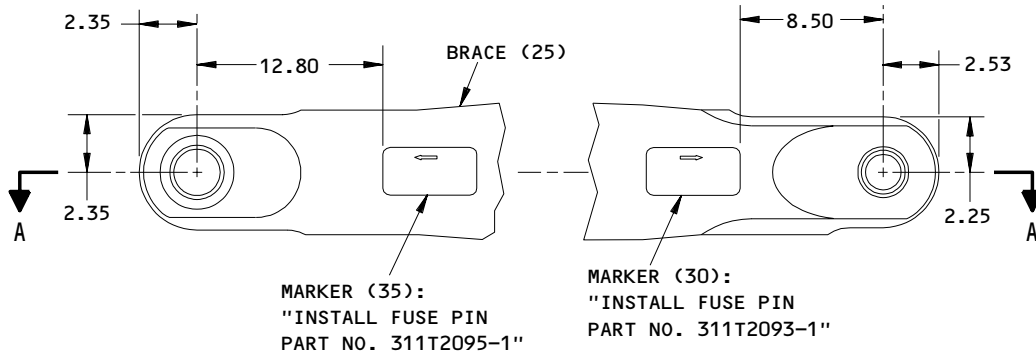 2.35
8.50
BRACE (25)
12.80
2.53
2.35
2.25
A
A
MARKER (35):
"INSTALL FUSE PIN
PART NO. 311T2095-1"
MARKER (30):
"INSTALL FUSE PIN
PART NO. 311T2093-1"